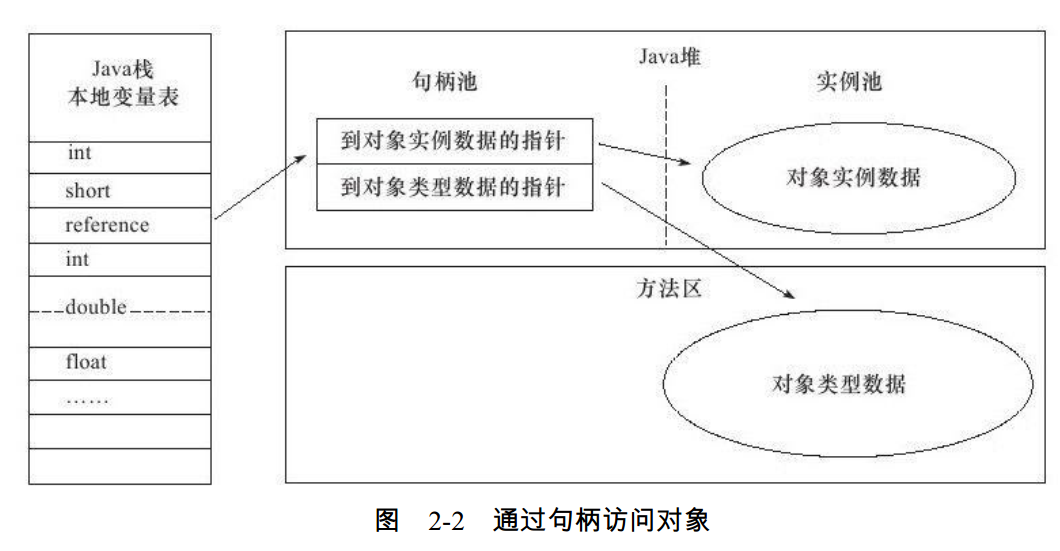 Java栈
本地变量表
int
short
reference
int
double
float
……
Java堆
句柄池
实例池
到对象实例数据的指针
到对象类型数据的指针
对象实例数据
方法区
对象类型数据
图 2-2 通过句柄访问对象